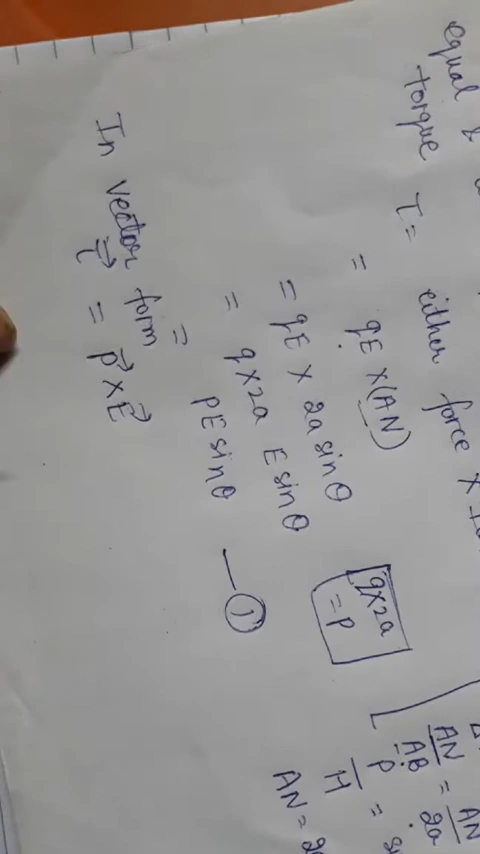 equal &
torque τ = either force ×
= qE × (AN)
= qE × 2a sinθ
= q×2a E sinθ
= PE sinθ — ①
In vector form
τ⃗ = P⃗ × E⃗
q×2a
= P
AN/AB = AN/2a
P/H =
AN = 2